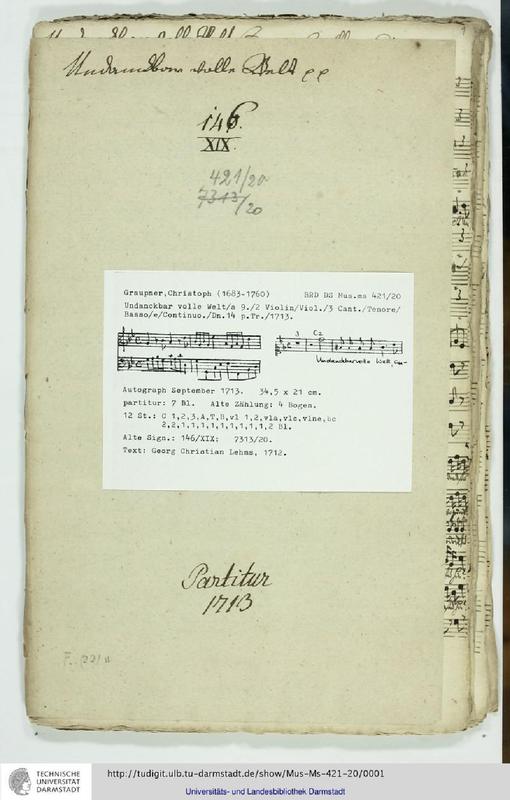 Undanckbar volle Welt pp
146.
XIX.
421/20
7313/20
Graupner,Christoph (1683-1760) BRD DS Mus.ms 421/20
Undanckbar volle Welt/a 9./2 Violin/Viol./3 Cant./Tenore/
Basso/e/Continuo./Dn.14 p.Tr./1713.
3 C2
Undanckbar volle Welt,
Autograph September 1713. 34,5 x 21 cm.
partitur: 7 Bl. Alte Zählung: 4 Bogen.
12 St.: C 1,2,3,A,T,B,vl 1,2,vla,vlc,vlne,bc
2,2,1,1,1,1,1,1,1,1,1,2 Bl.
Alte Sign.: 146/XIX; 7313/20.
Text: Georg Christian Lehms, 1712.
Partitur
1713
TECHNISCHE
UNIVERSITÄT
DARMSTADT
http://tudigit.ulb.tu-darmstadt.de/show/Mus-Ms-421-20/0001
Universitäts- und Landesbibliothek Darmstadt